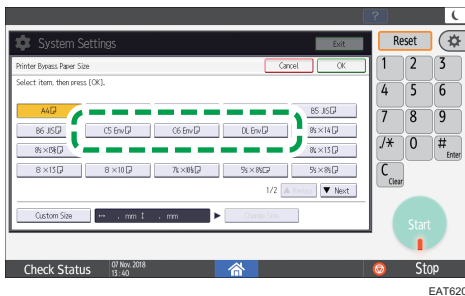 ?
System Settings Exit Reset
Printer Bypass Paper Size Cancel OK 1 2 3
Select item, then press [OK].
4 5 6
A4 B5 JIS
7 8 9
B6 JIS C5 Env C6 Env DL Env 8½×14
8½×13 ./* 0 #
Enter
8×13 8×10 7¼×10½ 5½×8½ 5½×8½
C
Clear
1/2 ▲ ▼ Next
Custom Size ↔ . mm ↕ . mm ▶ Change Size
Start
Check Status 07 Nov. 2018 Stop
13:40
EAT620